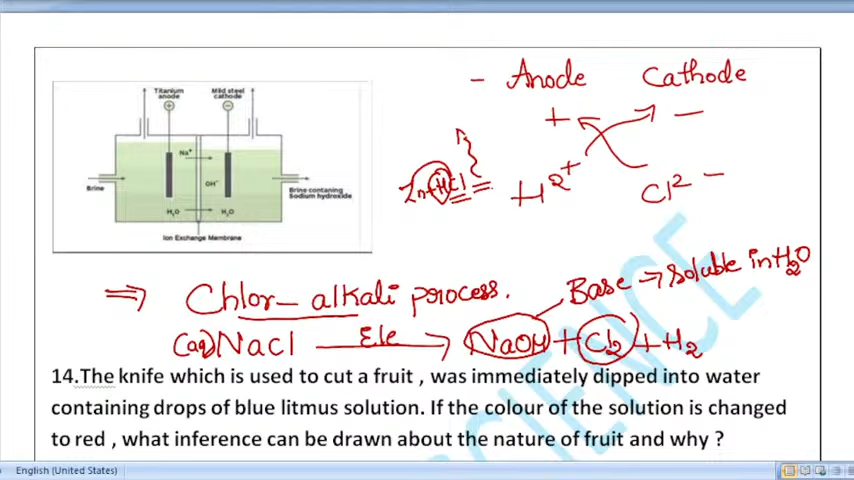 - Anode Cathode
+ -
Zn+HCl H2+ Cl2 -
Titanium anode
Mild steel cathode
+ -
Na+
Brine
OH-
Brine contaning Sodium hydroxide
H2O H2O
Ion Exchange Membrane
⇒ Chlor-alkali process.
Base → soluble in H2O
(aq)NaCl Ele → NaOH + Cl2 + H2
14.The knife which is used to cut a fruit , was immediately dipped into water
containing drops of blue litmus solution. If the colour of the solution is changed
to red , what inference can be drawn about the nature of fruit and why ?
SCIENCE
English (United States)